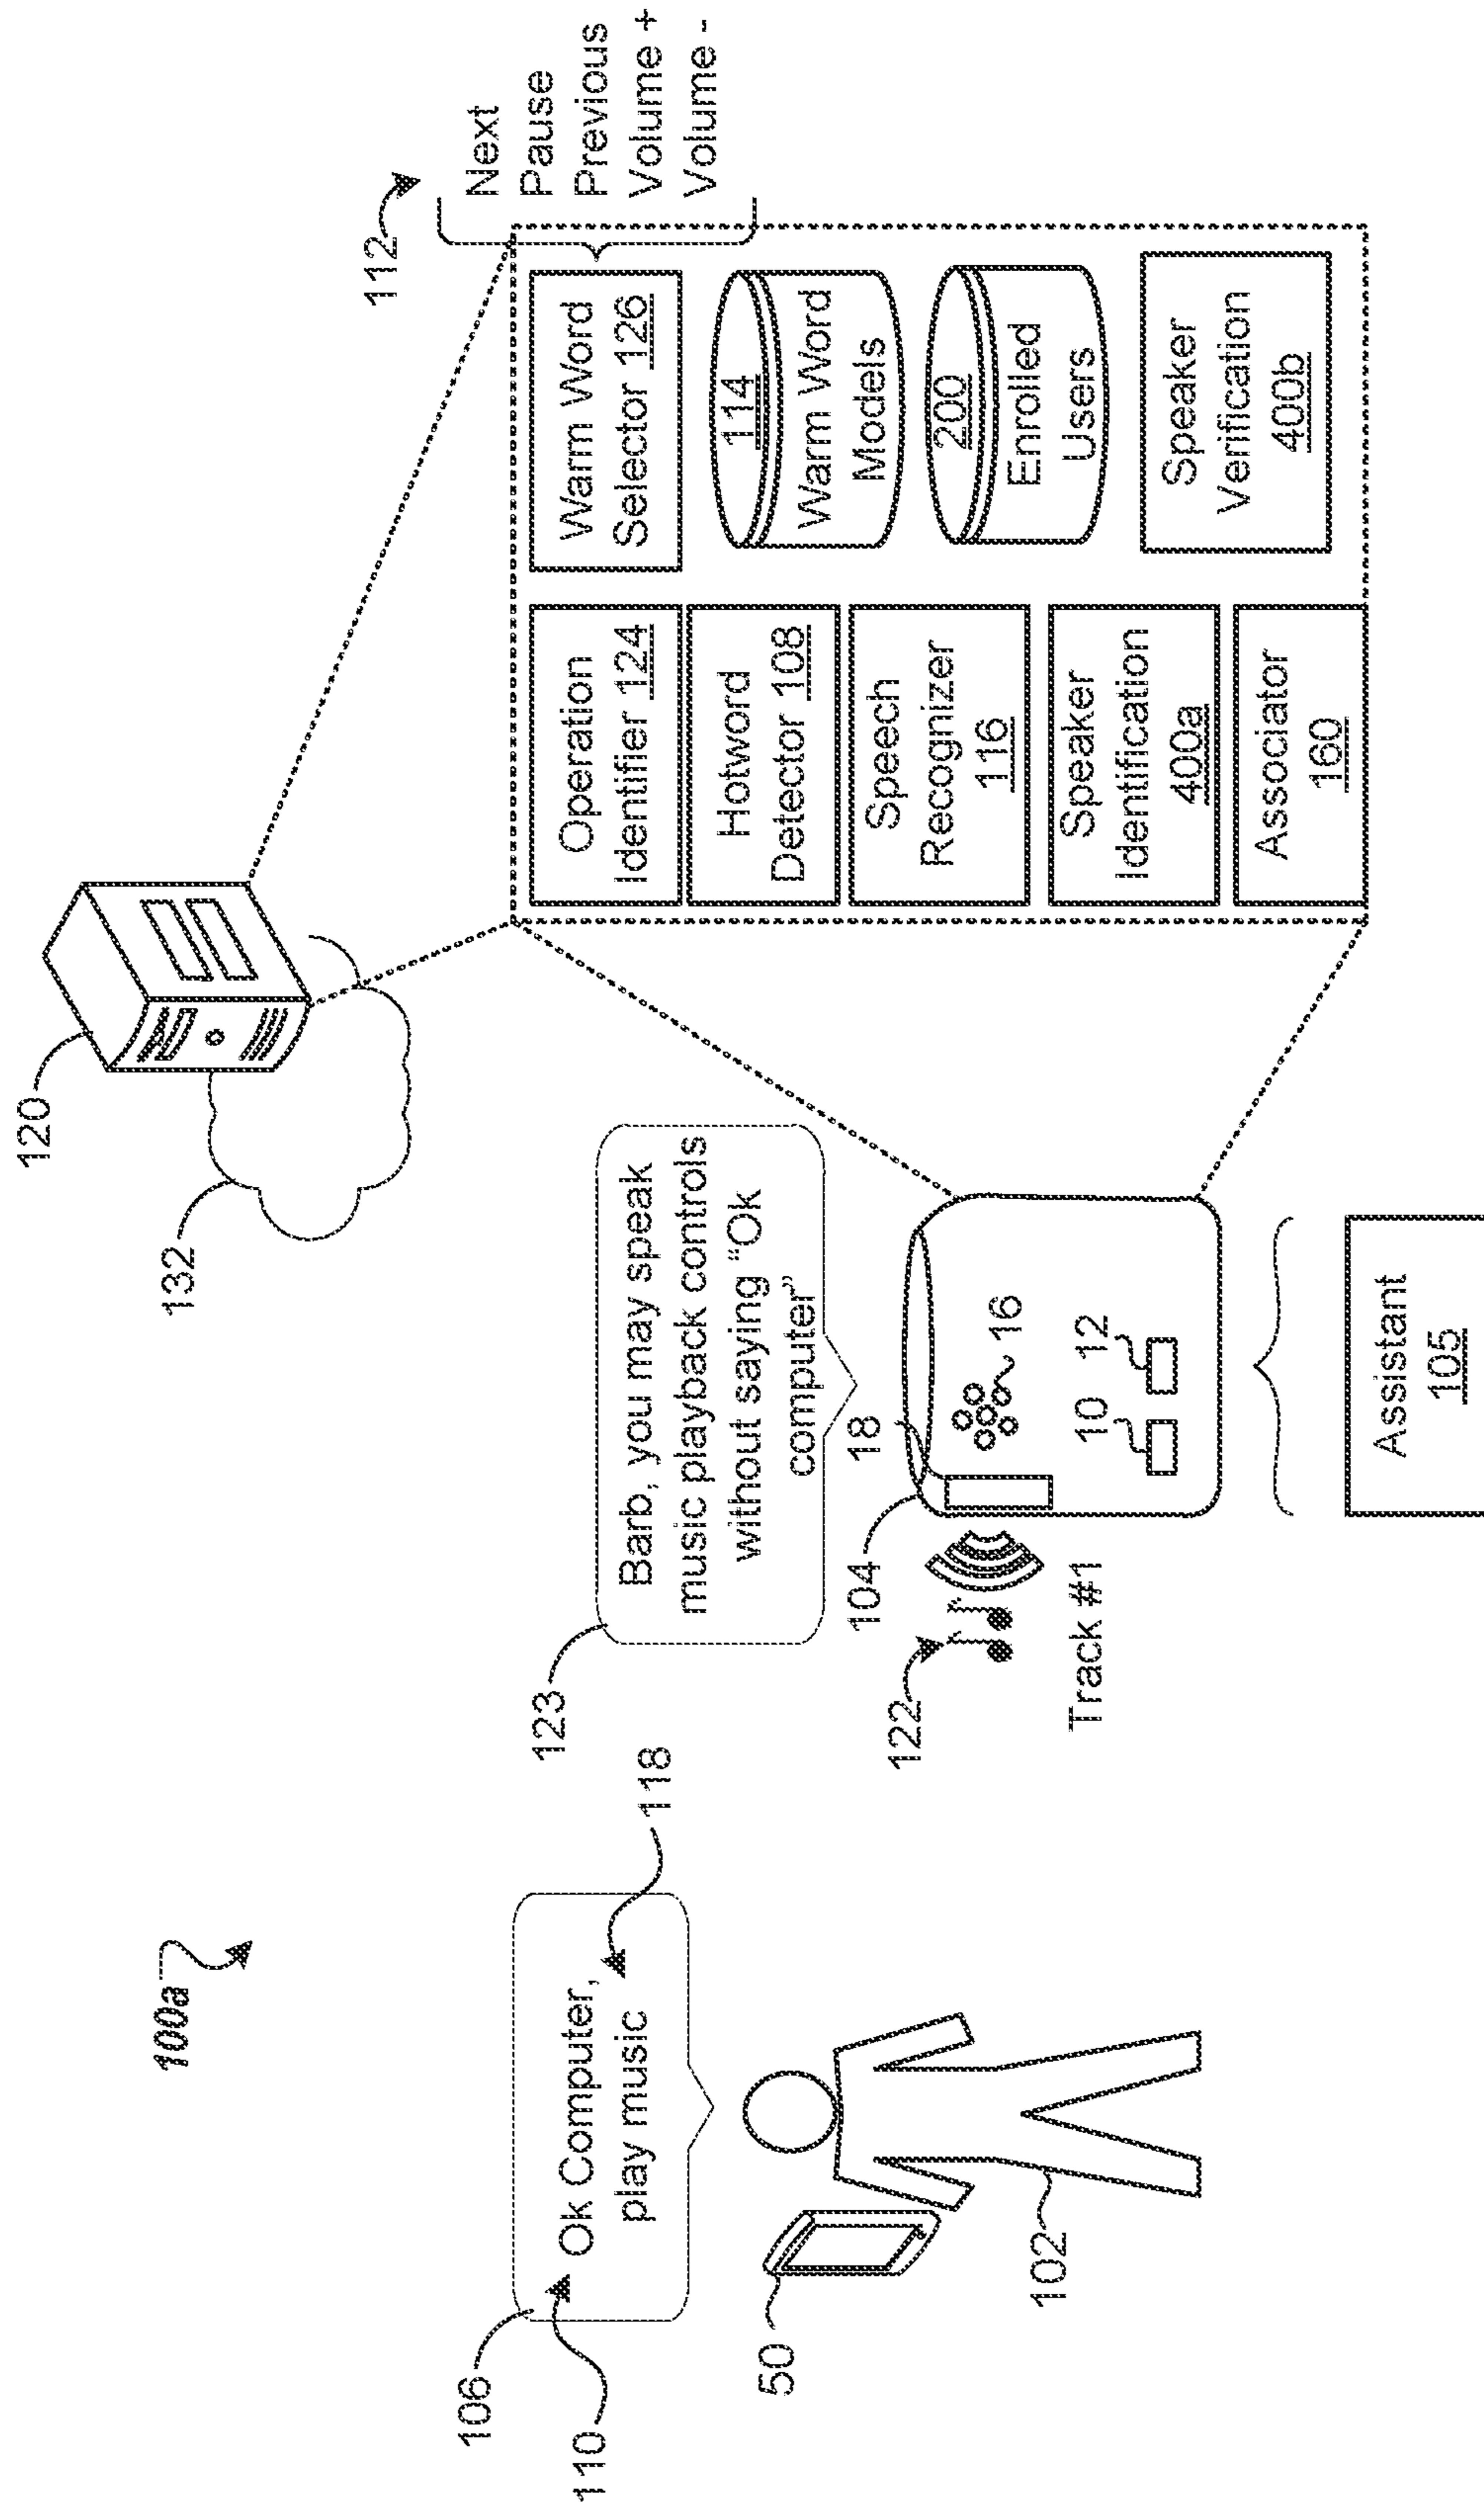 100a
120
132
112
Next
Pause
Previous
Volume +
Volume -
106
110
Ok Computer,
play music
118
50
102
123
Barb, you may speak
music playback controls
without saying "Ok
computer"
104
18
16
10
12
122
Track #1
Assistant
105
Operation
Identifier 124
Hotword
Detector 108
Speech
Recognizer
116
Speaker
Identification
400a
Associator
160
Warm Word
Selector 126
114
Warm Word
Models
200
Enrolled
Users
Speaker
Verification
400b